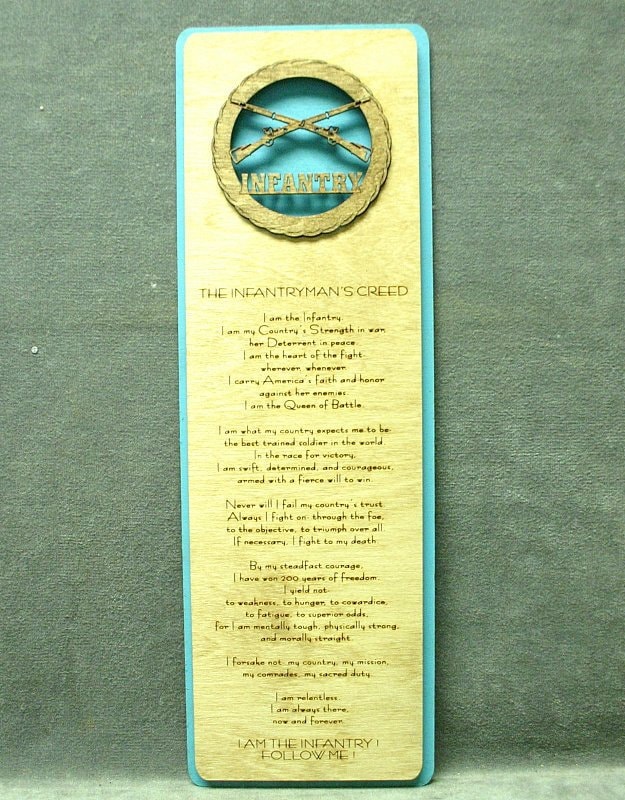 INFANTRY
THE INFANTRYMAN'S CREED
I am the Infantry.
I am my Country's Strength in war,
her Deterrent in peace.
I am the heart of the fight
wherever, whenever.
I carry America's faith and honor
against her enemies.
I am the Queen of Battle.
I am what my country expects me to be-
the best trained soldier in the world.
In the race for victory,
I am swift, determined, and courageous,
armed with a fierce will to win.
Never will I fail my country's trust.
Always I fight on- through the foe,
to the objective, to triumph over all.
If necessary, I fight to my death.
By my steadfast courage,
I have won 200 years of freedom.
I yield not-
to weakness, to hunger, to cowardice,
to fatigue, to superior odds,
for I am mentally tough, physically strong,
and morally straight.
I forsake not- my country, my mission,
my comrades, my sacred duty.
I am relentless.
I am always there,
now and forever.
I AM THE INFANTRY !
FOLLOW ME !